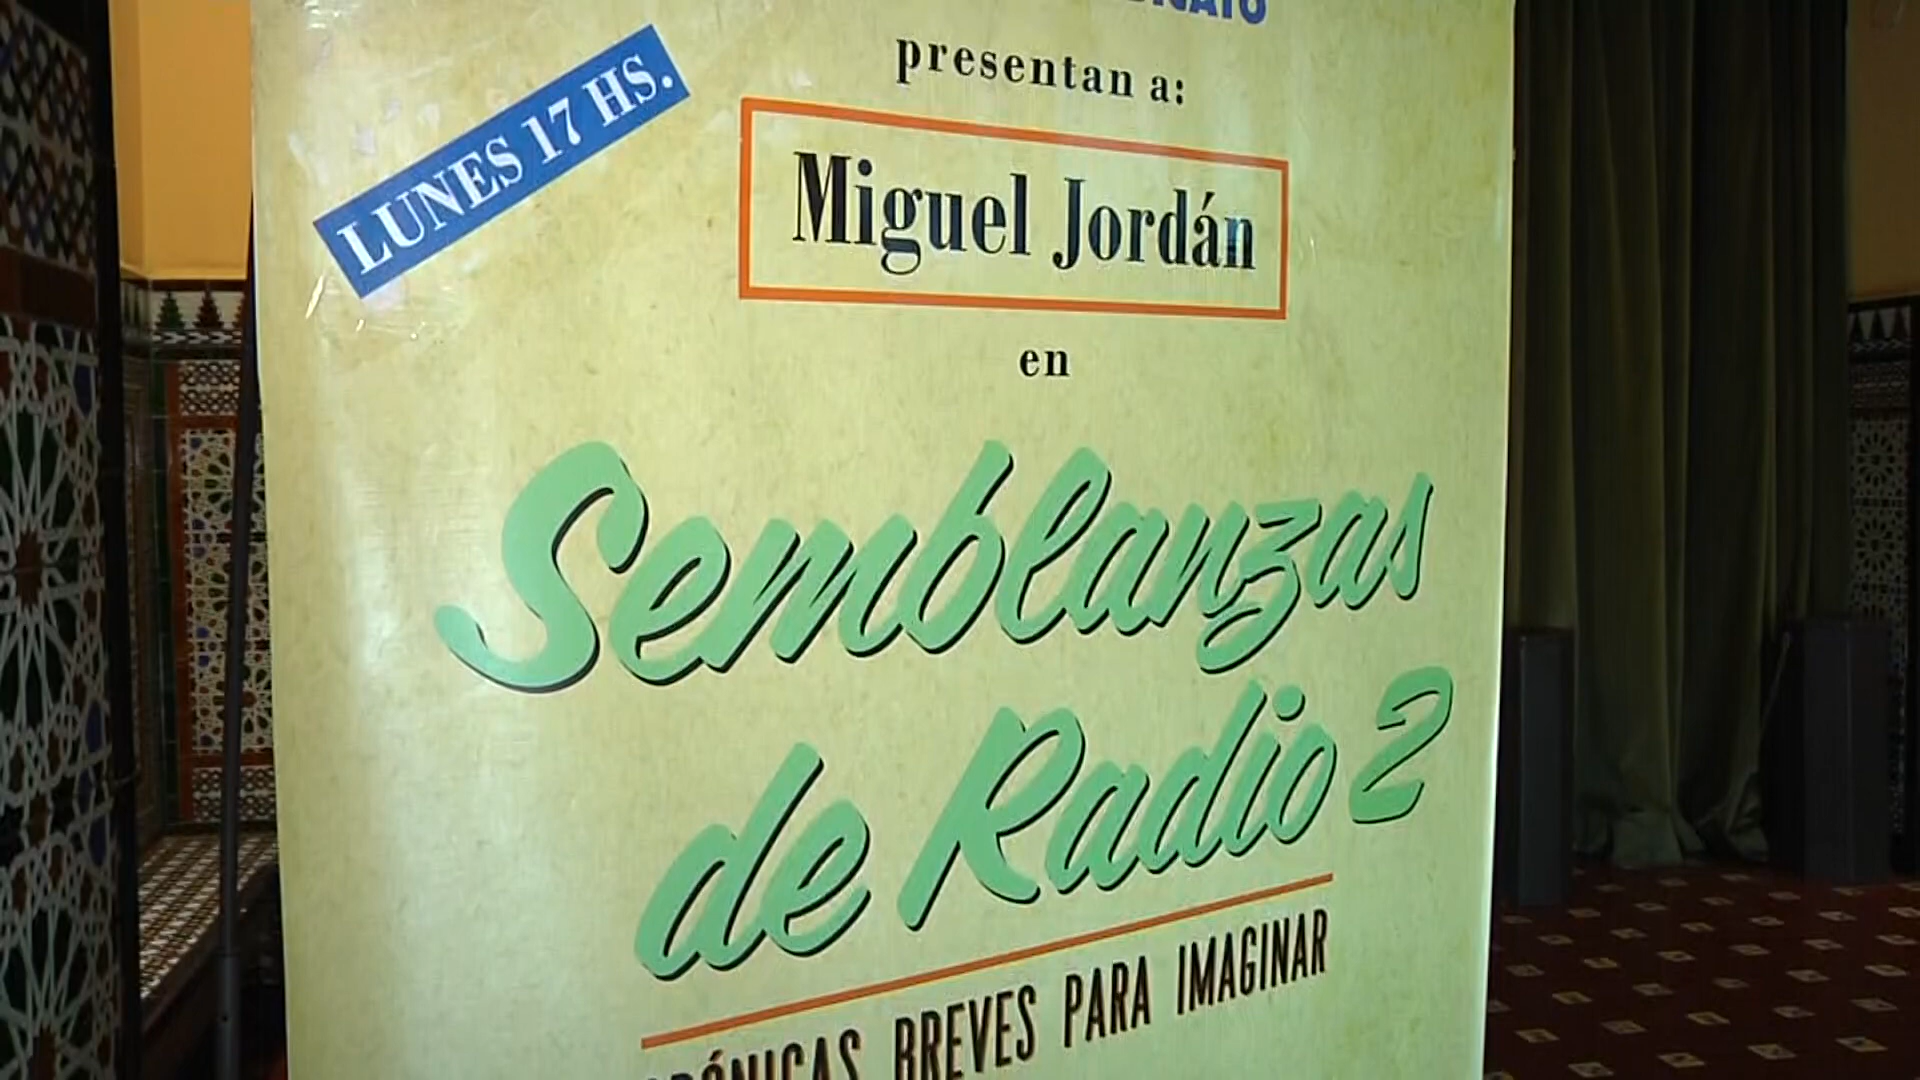 presentan a:
LUNES 17 HS.
Miguel Jordán
en
Semblanzas
de Radio 2
BREVES PARA IMAGINAR